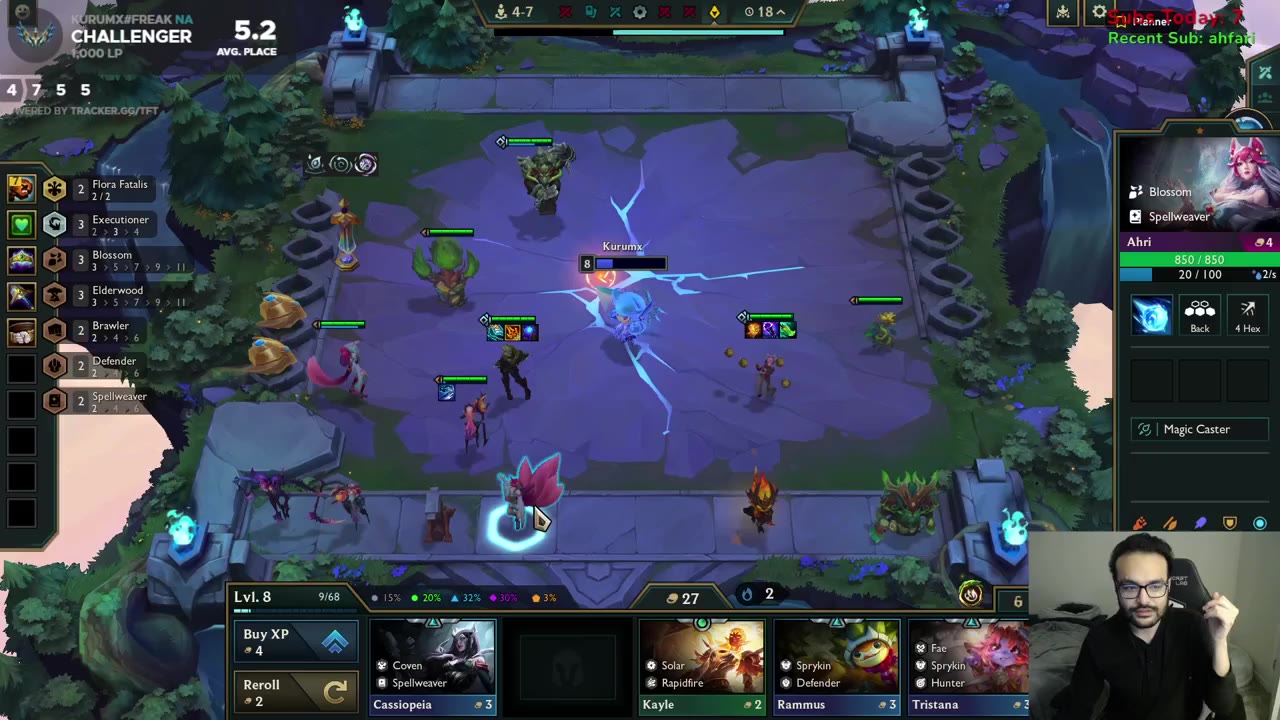 KURUMX#FREAK NA
CHALLENGER
1,000 LP
5.2
AVG. PLACE
4 7 5 5
WERED BY TRACKER.GG/TFT
4-7
18
Subs Today: 7
Planner
Recent Sub: ahfari
2 Flora Fatalis
2 / 2
3 Executioner
2 > 3 > 4
3 Blossom
3 > 5 > 7 > 9 > 11
3 Elderwood
3 > 5 > 7 > 9 > 11
2 Brawler
2 > 4 > 6
2 Defender
2 > 4 > 6
2 Spellweaver
2 > 4 > 6
Kurumx
8
Blossom
Spellweaver
Ahri 4
850 / 850
20 / 100 2/s
Back
4 Hex
Magic Caster
Lvl. 8 9/68
15% 20% 32% 30% 3%
27
2
6
Buy XP
4
Reroll
2
Coven
Spellweaver
Cassiopeia 3
Solar
Rapidfire
Kayle 2
Sprykin
Defender
Rammus 3
Fae
Sprykin
Hunter
Tristana 3